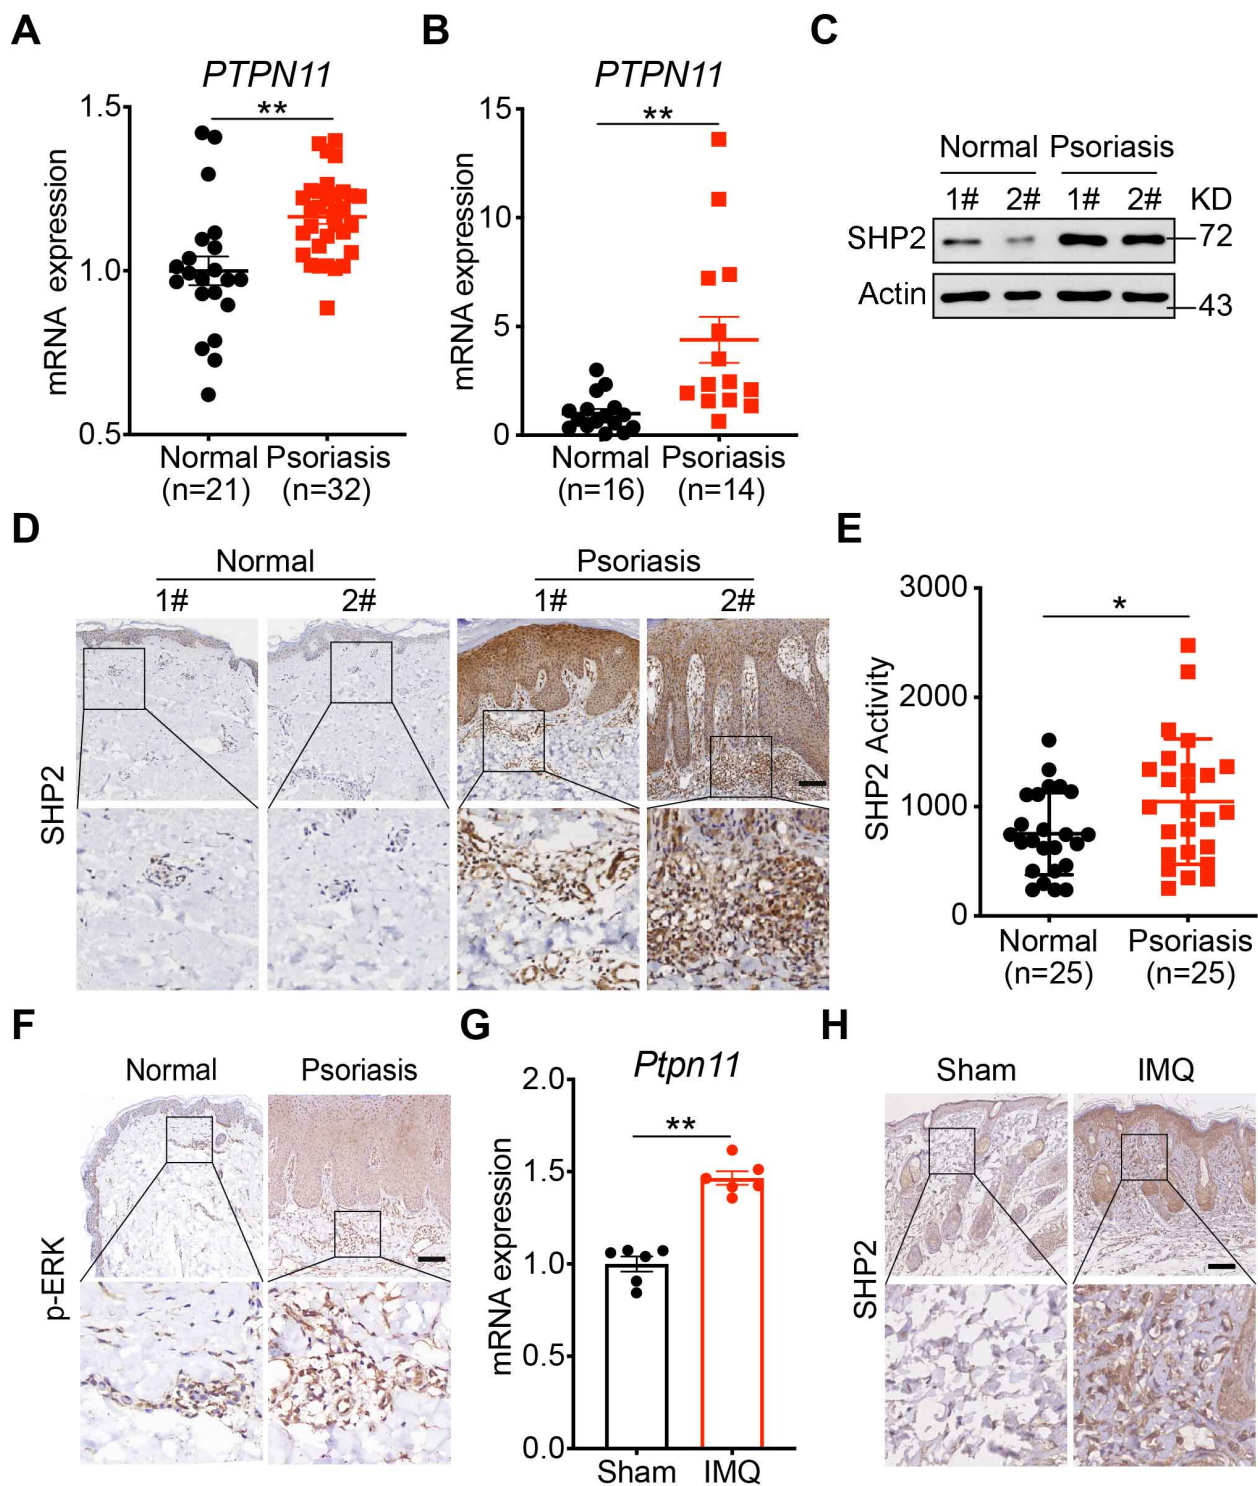 A
PTPN11
**
mRNA expression
1.5
1.0
0.5
Normal Psoriasis
(n=21) (n=32)
B
PTPN11
**
mRNA expression
15
10
5
0
Normal Psoriasis
(n=16) (n=14)
C
Normal Psoriasis
1# 2# 1# 2# KD
SHP2 72
Actin 43
D
Normal Psoriasis
1# 2# 1# 2#
SHP2
E
*
SHP2 Activity
3000
2000
1000
0
Normal Psoriasis
(n=25) (n=25)
F
Normal Psoriasis
p-ERK
G
Ptpn11
**
mRNA expression
2.0
1.5
1.0
0.5
0.0
Sham IMQ
H
Sham IMQ
SHP2